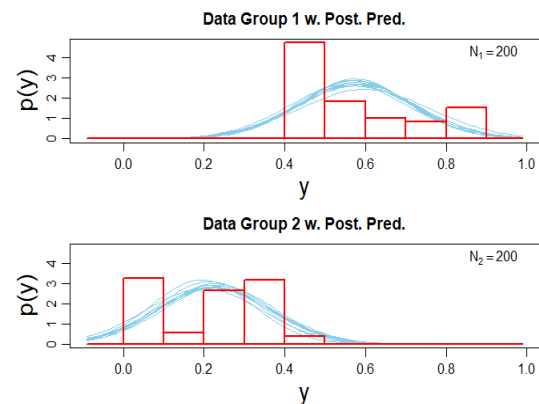 Data Group 1 w. Post. Pred.
N₁ = 200
p(y)
0 1 2 3 4
0.0 0.2 0.4 0.6 0.8 1.0
y
Data Group 2 w. Post. Pred.
N₂ = 200
p(y)
0 1 2 3 4
0.0 0.2 0.4 0.6 0.8 1.0
y